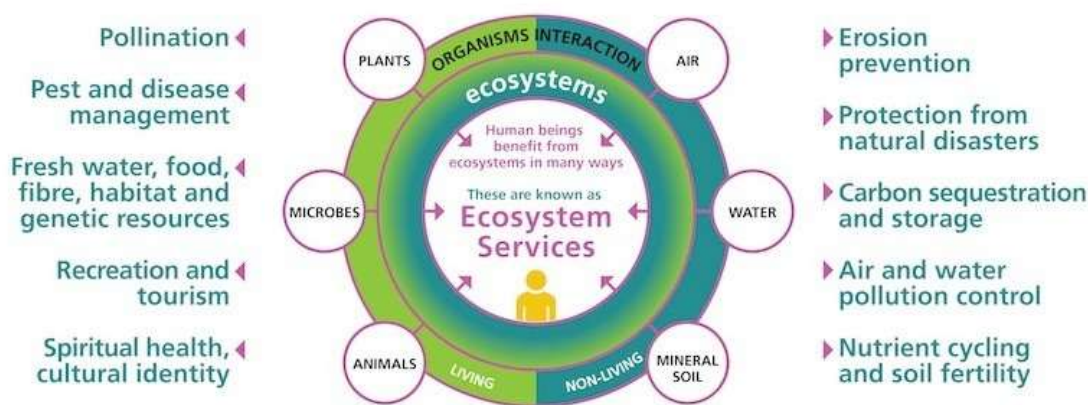 Pollination
Pest and disease
management
Fresh water, food,
fibre, habitat and
genetic resources
Recreation and
tourism
Spiritual health,
cultural identity
ORGANISMS INTERACTION
PLANTS
AIR
ecosystems
Human beings
benefit from
ecosystems in many ways
These are known as
Ecosystem
Services
MICROBES
WATER
ANIMALS
MINERAL
SOIL
LIVING
NON-LIVING
Erosion
prevention
Protection from
natural disasters
Carbon sequestration
and storage
Air and water
pollution control
Nutrient cycling
and soil fertility